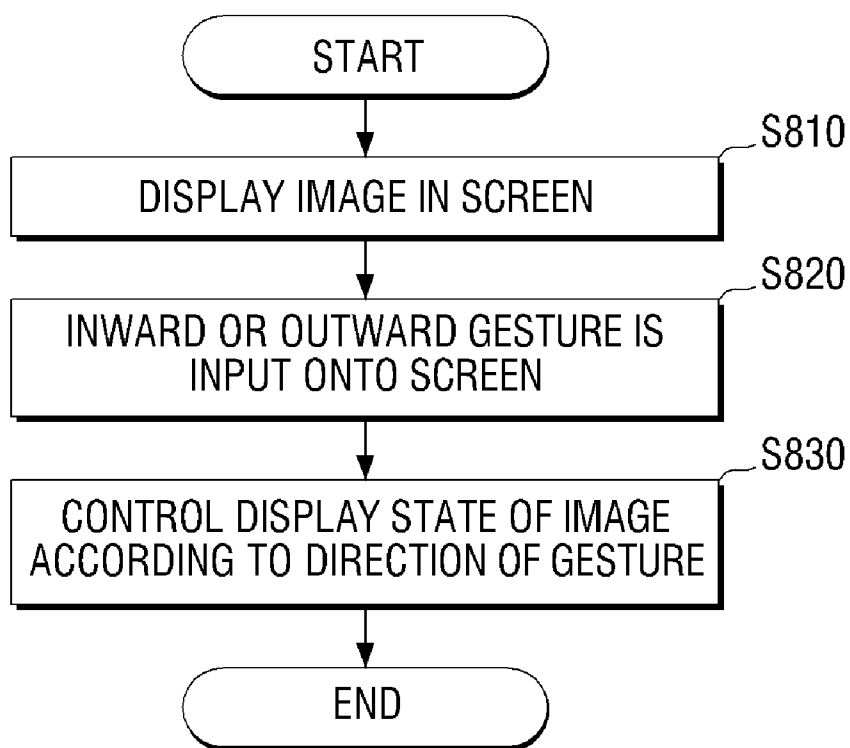 START
S810
DISPLAY IMAGE IN SCREEN
S820
INWARD OR OUTWARD GESTURE IS
INPUT ONTO SCREEN
S830
CONTROL DISPLAY STATE OF IMAGE
ACCORDING TO DIRECTION OF GESTURE
END